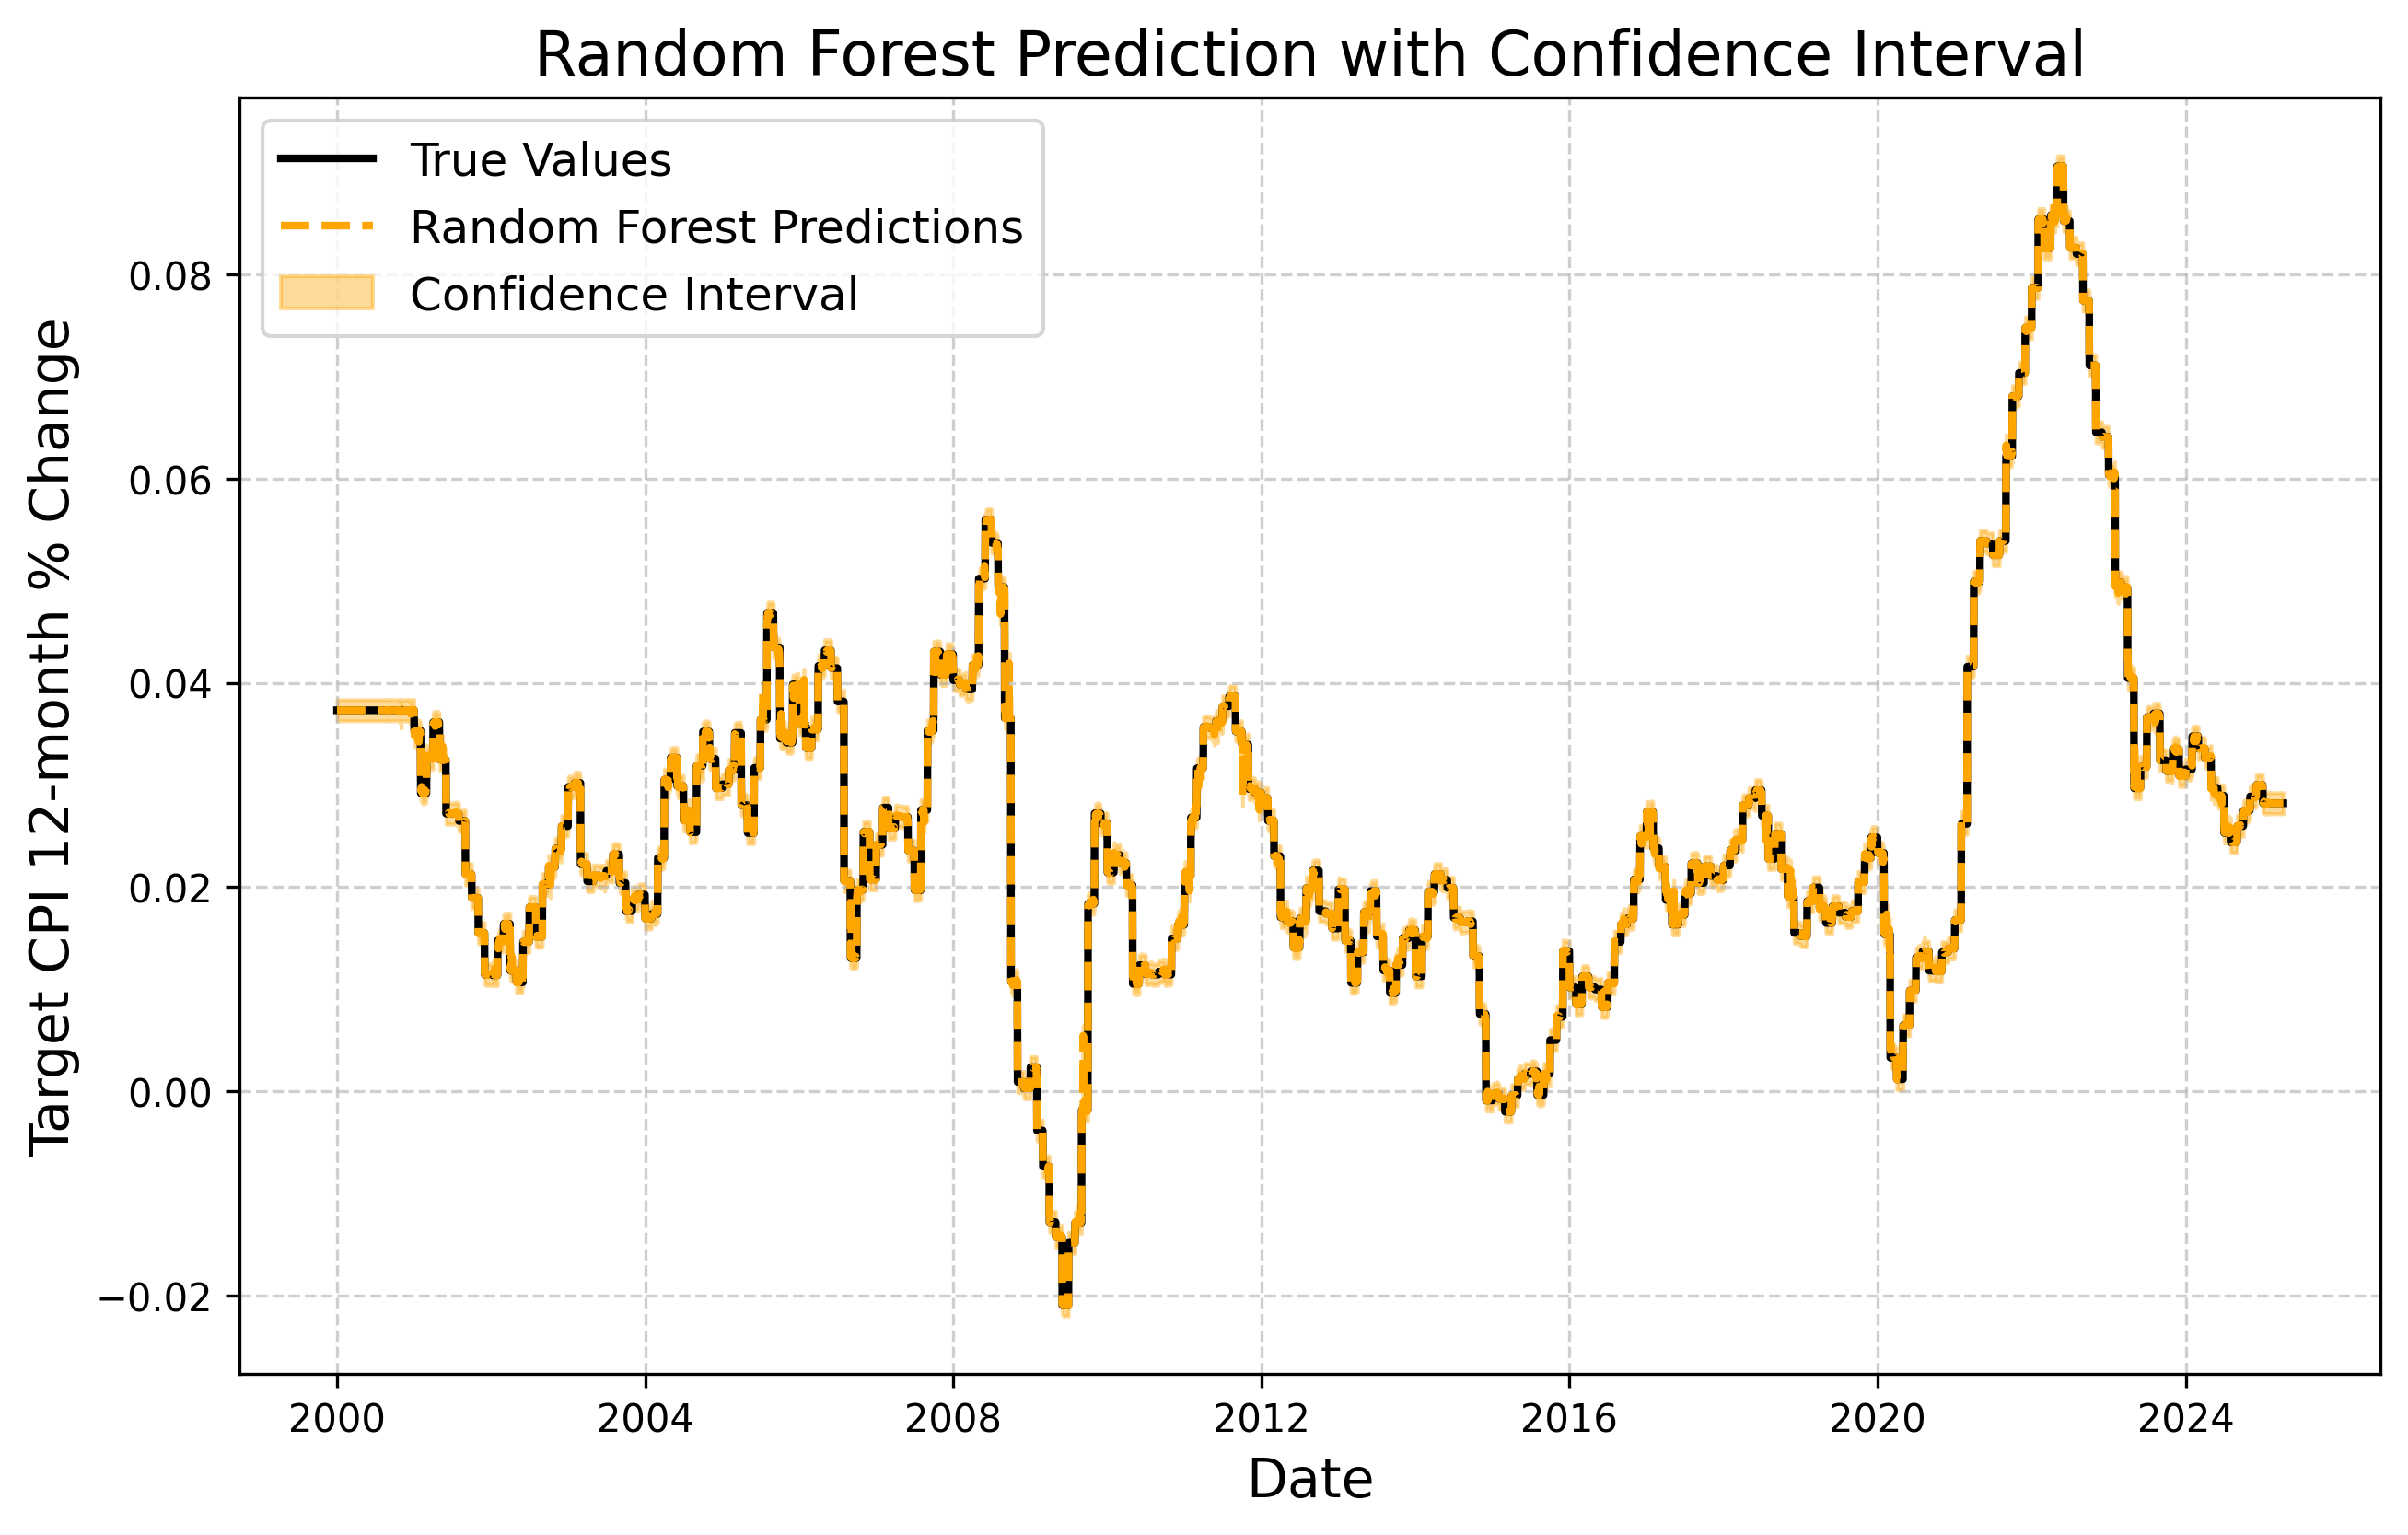 Random Forest Prediction with Confidence Interval
True Values
Random Forest Predictions
Confidence Interval
Target CPI 12-month % Change
0.08
0.06
0.04
0.02
0.00
−0.02
2000 2004 2008 2012 2016 2020 2024
Date